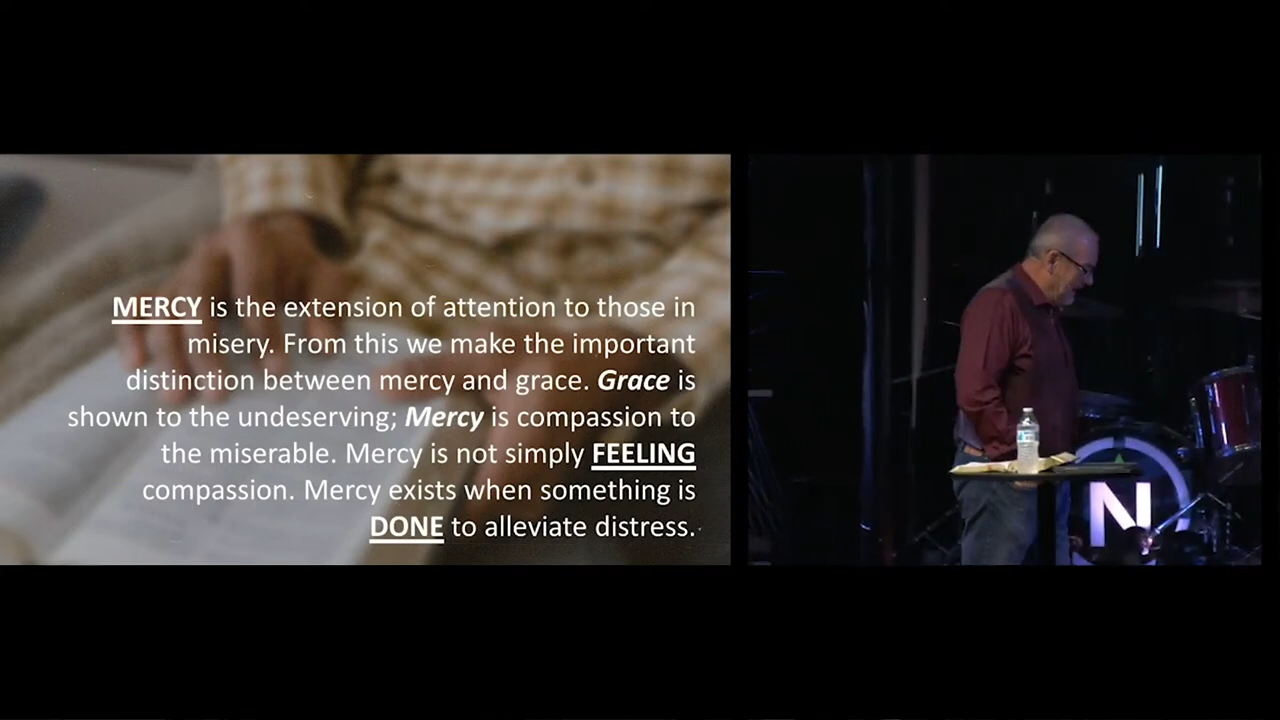 MERCY is the extension of attention to those in
misery. From this we make the important
distinction between mercy and grace. Grace is
shown to the undeserving; Mercy is compassion to
the miserable. Mercy is not simply FEELING
compassion. Mercy exists when something is
DONE to alleviate distress.
N